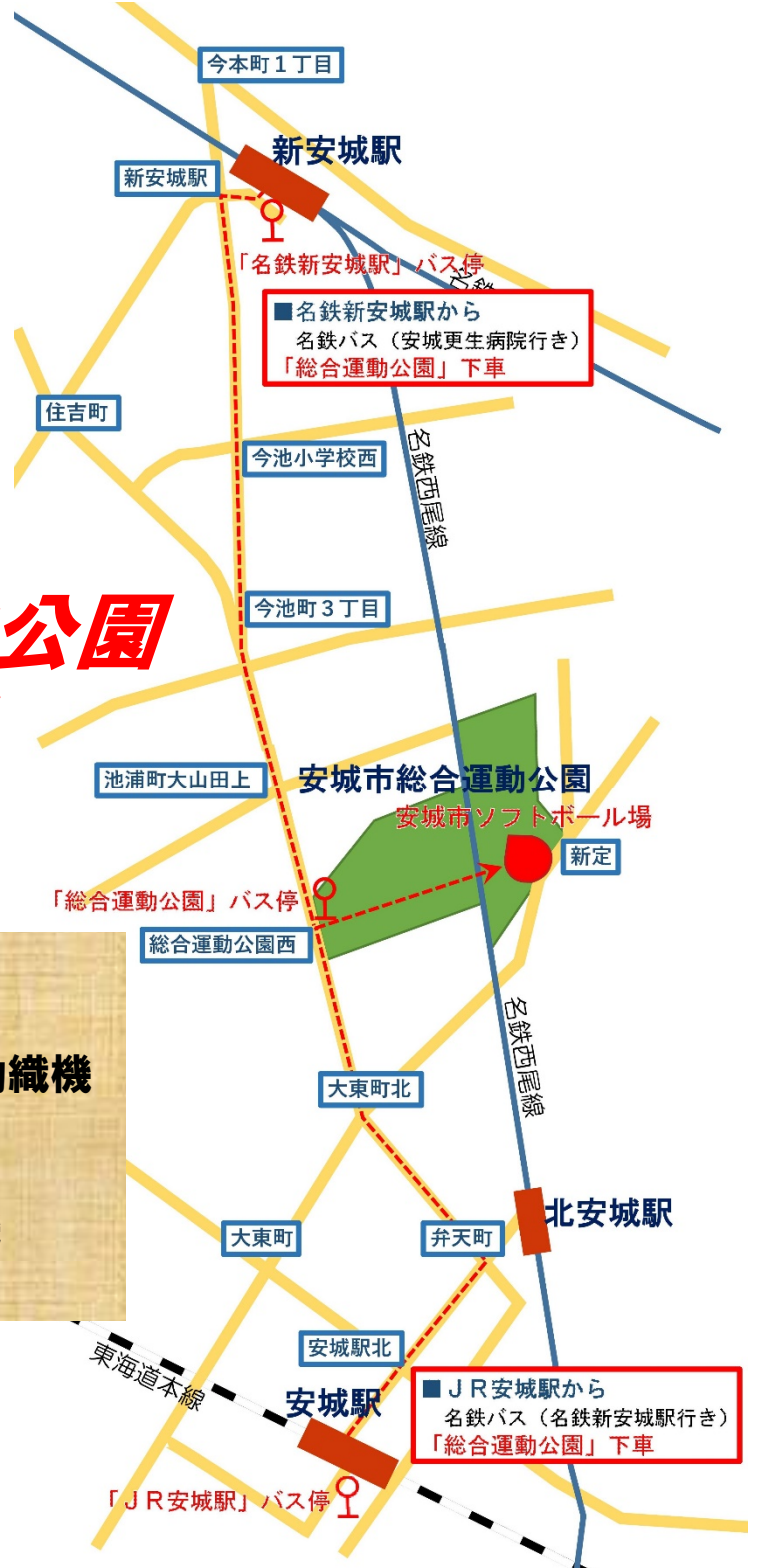 今本町１丁目
新安城駅
新安城駅
「名鉄新安城駅」バス停
名鉄
■名鉄新安城駅から
名鉄バス（安城更生病院行き）
「総合運動公園」下車
住吉町
今池小学校西
名鉄西尾線
今池町３丁目
公園
池浦町大山田上
安城市総合運動公園
安城市ソフトボール場
新定
「総合運動公園」バス停
総合運動公園西
織機
名鉄西尾線
大東町北
北安城駅
大東町
弁天町
安城駅北
東海道本線
安城駅
■ＪＲ安城駅から
名鉄バス（名鉄新安城駅行き）
「総合運動公園」下車
「ＪＲ安城駅」バス停